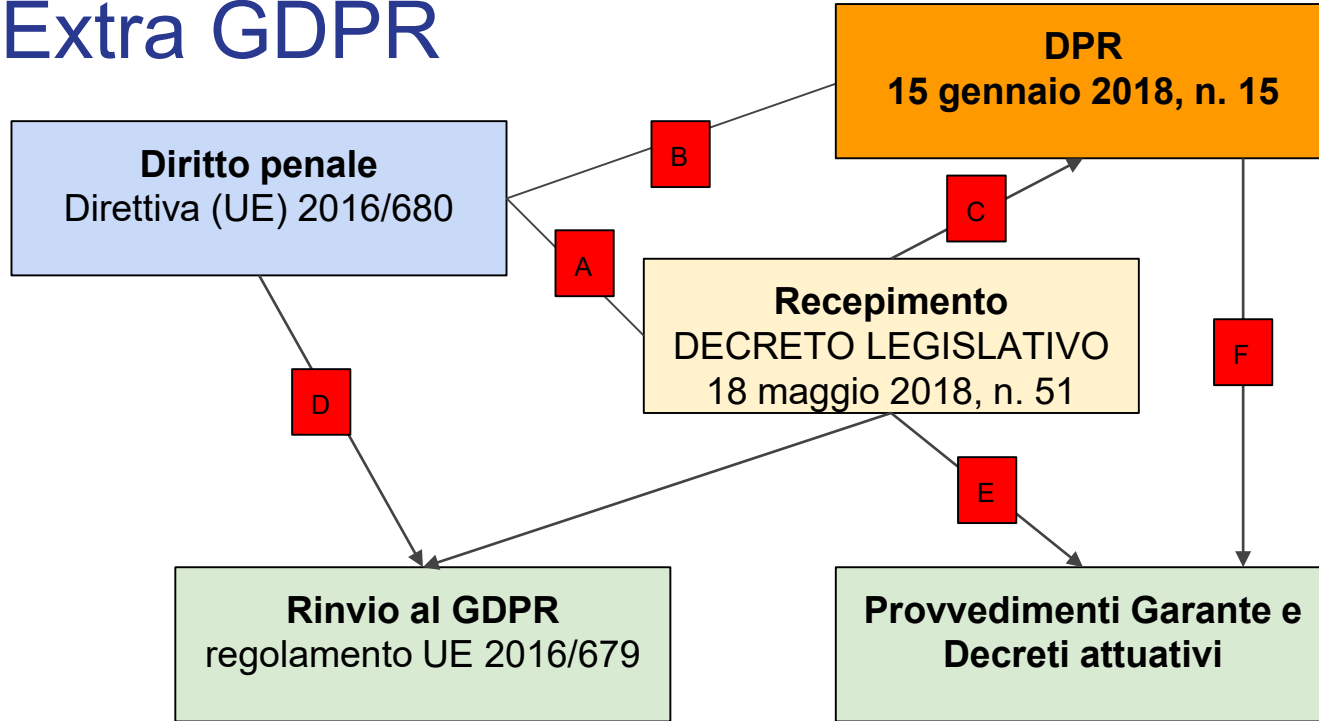 Extra GDPR
DPR
15 gennaio 2018, n. 15
Diritto penale
Direttiva (UE) 2016/680
B
C
A
Recepimento
DECRETO LEGISLATIVO
18 maggio 2018, n. 51
F
D
E
Rinvio al GDPR
regolamento UE 2016/679
Provvedimenti Garante e
Decreti attuativi